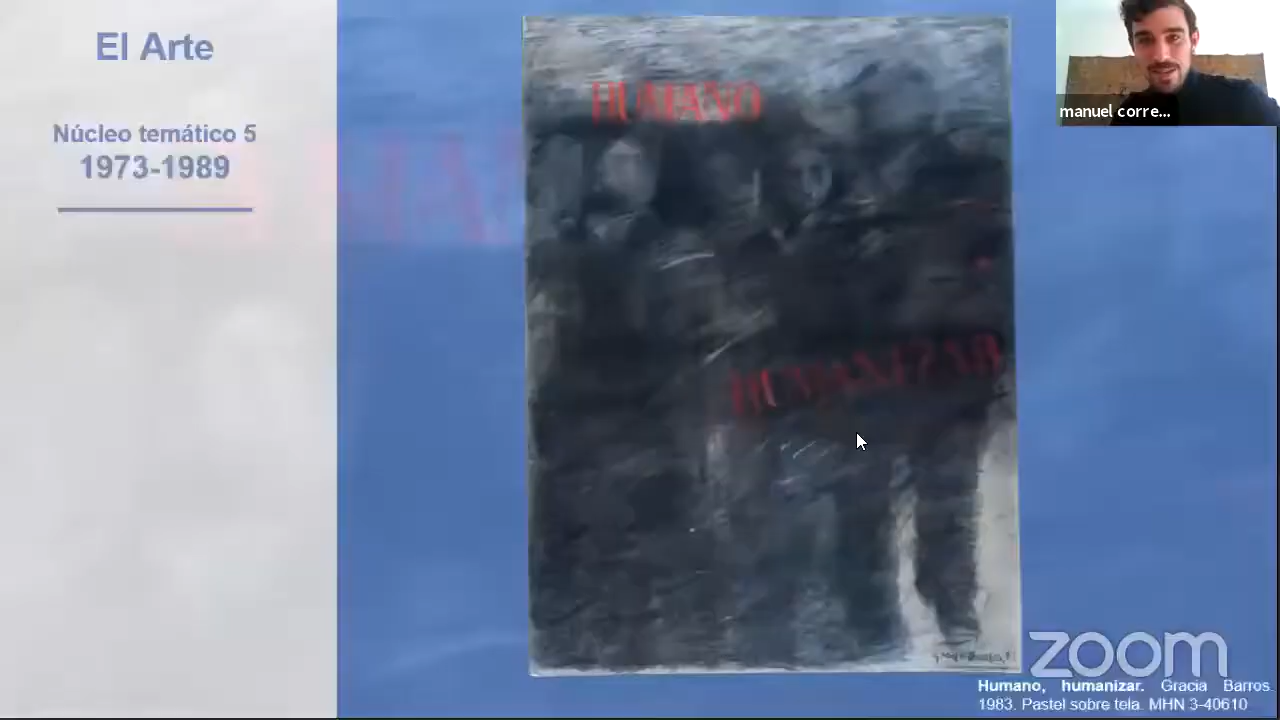 El Arte
Núcleo temático 5
1973-1989
HUMANO
HUMANIZAR
manuel corre...
zoom
Humano, humanizar. Gracia Barros.
1983. Pastel sobre tela. MHN 3-40610